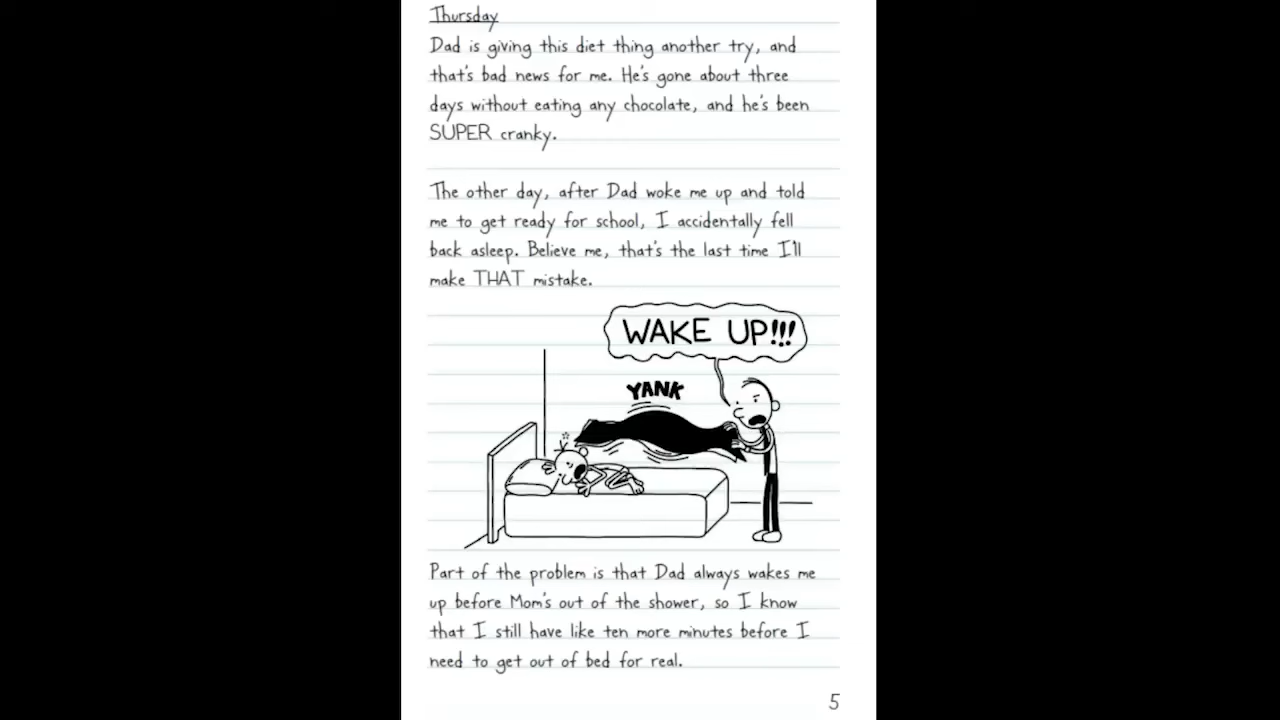 Thursday
Dad is giving this diet thing another try, and
that's bad news for me. He's gone about three
days without eating any chocolate, and he's been
SUPER cranky.
The other day, after Dad woke me up and told
me to get ready for school, I accidentally fell
back asleep. Believe me, that's the last time I'll
make THAT mistake.
WAKE UP!!!
YANK
Part of the problem is that Dad always wakes me
up before Mom's out of the shower, so I know
that I still have like ten more minutes before I
need to get out of bed for real.
5